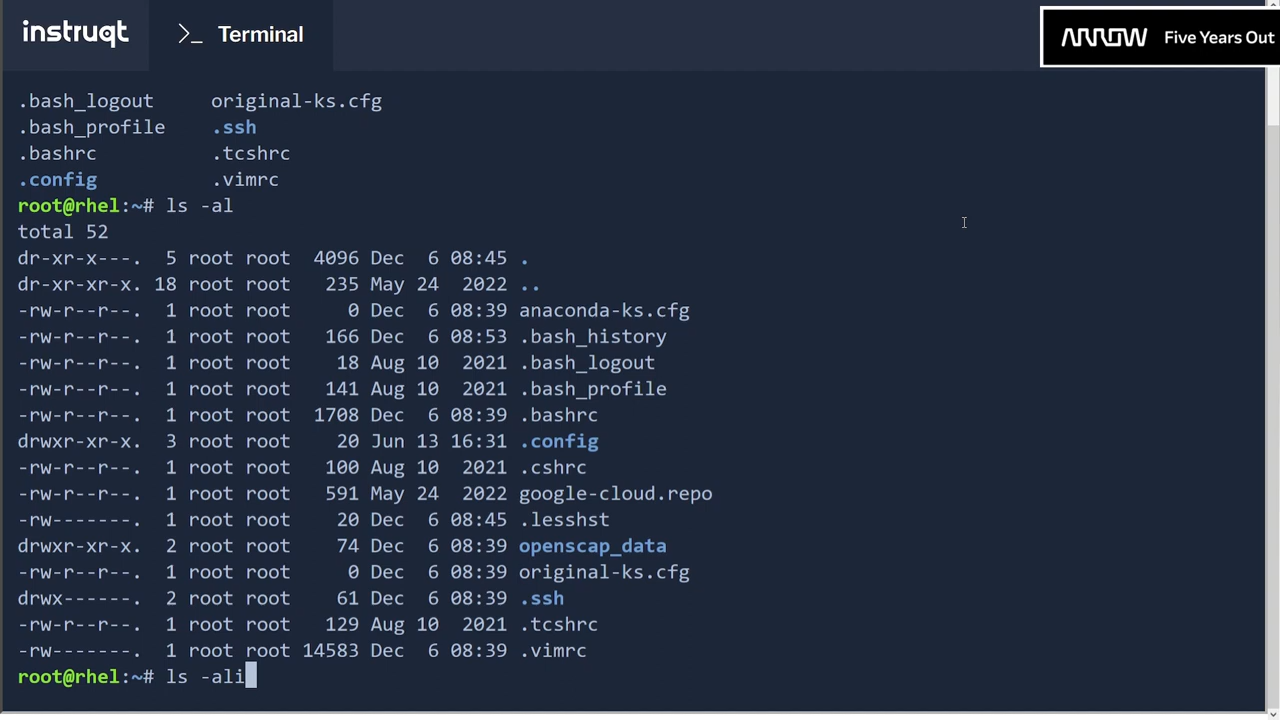 instruqt
>_ Terminal
ARROW Five Years Out
.bash_logout original-ks.cfg
.bash_profile .ssh
.bashrc .tcshrc
.config .vimrc
root@rhel:~# ls -al
total 52
dr-xr-x---. 5 root root 4096 Dec 6 08:45 .
dr-xr-xr-x. 18 root root 235 May 24 2022 ..
-rw-r--r--. 1 root root 0 Dec 6 08:39 anaconda-ks.cfg
-rw-r--r--. 1 root root 166 Dec 6 08:53 .bash_history
-rw-r--r--. 1 root root 18 Aug 10 2021 .bash_logout
-rw-r--r--. 1 root root 141 Aug 10 2021 .bash_profile
-rw-r--r--. 1 root root 1708 Dec 6 08:39 .bashrc
drwxr-xr-x. 3 root root 20 Jun 13 16:31 .config
-rw-r--r--. 1 root root 100 Aug 10 2021 .cshrc
-rw-r--r--. 1 root root 591 May 24 2022 google-cloud.repo
-rw-------. 1 root root 20 Dec 6 08:45 .lesshst
drwxr-xr-x. 2 root root 74 Dec 6 08:39 openscap_data
-rw-r--r--. 1 root root 0 Dec 6 08:39 original-ks.cfg
drwx------. 2 root root 61 Dec 6 08:39 .ssh
-rw-r--r--. 1 root root 129 Aug 10 2021 .tcshrc
-rw-------. 1 root root 14583 Dec 6 08:39 .vimrc
root@rhel:~# ls -ali